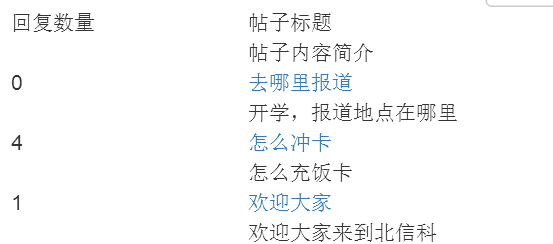 回复数量 帖子标题
帖子内容简介
0 去哪里报道
开学，报道地点在哪里
4 怎么冲卡
怎么充饭卡
1 欢迎大家
欢迎大家来到北信科